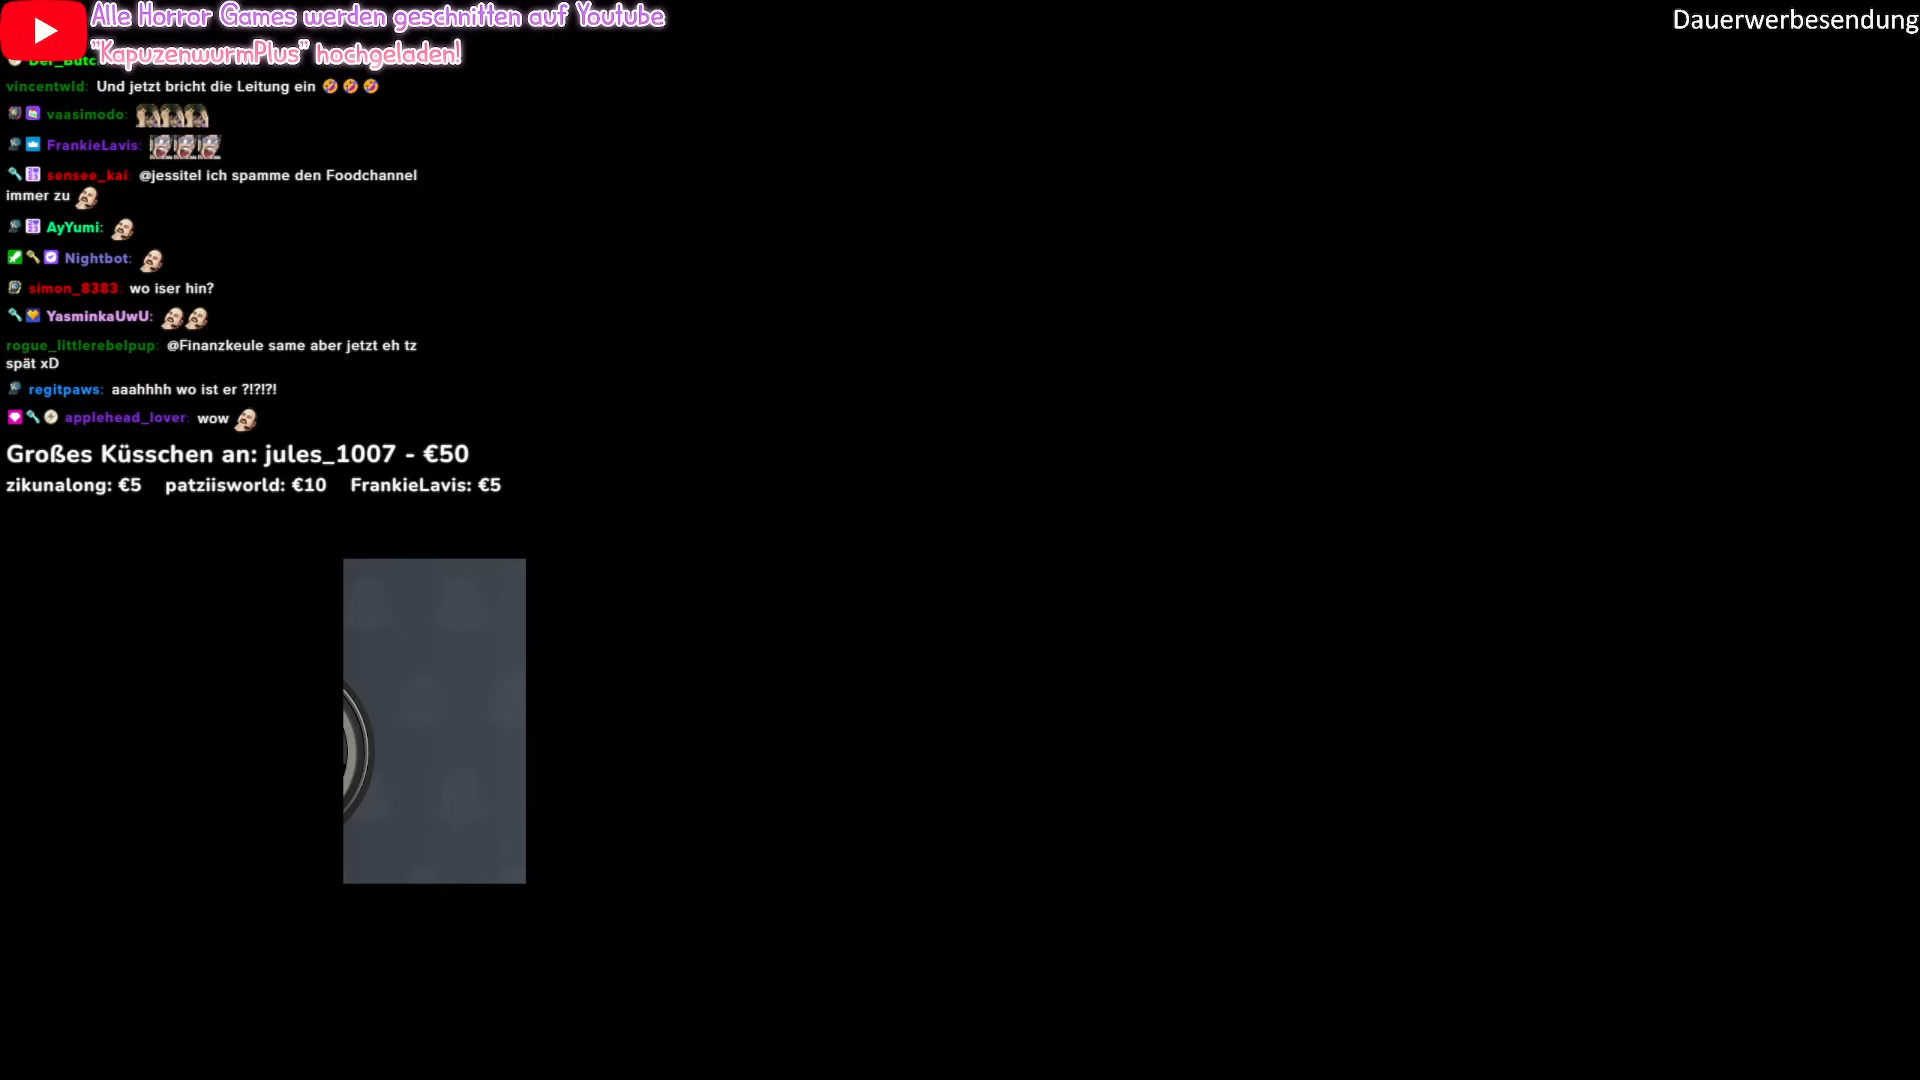 Alle Horror Games werden geschnitten auf Youtube
"KapuzenwurmPlus" hochgeladen!
Dauerwerbesendung
vincentwld: Und jetzt bricht die Leitung ein 🤣 🤣 🤣
vaasimodo:
FrankieLavis:
sensee_kai: @jessitel ich spamme den Foodchannel
immer zu
AyYumi:
Nightbot:
simon_8383: wo iser hin?
YasminkaUwU:
rogue_littlerebelpup: @Finanzkeule same aber jetzt eh tz
spät xD
regitpaws: aaahhhh wo ist er ?!?!?!
applehead_lover: wow
Großes Küsschen an: jules_1007 - €50
zikunalong: €5 patziisworld: €10 FrankieLavis: €5